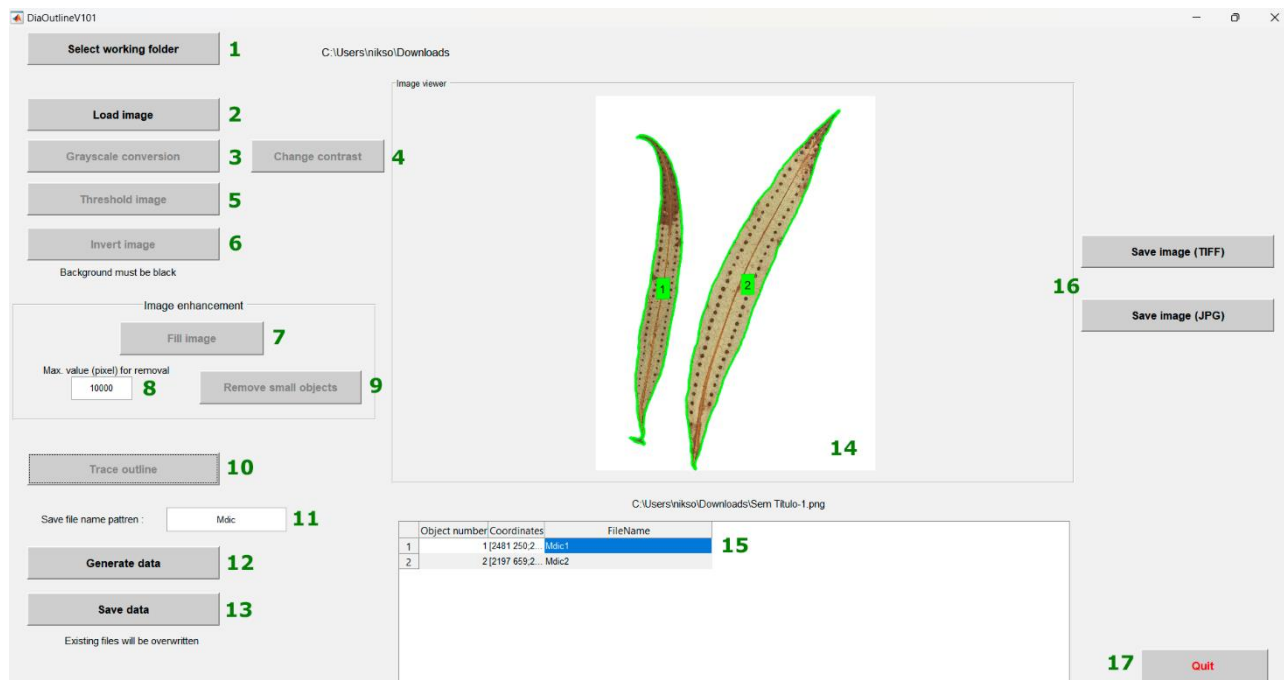 DiaOutlineV101
Select working folder 1 C:\Users\nikso\Downloads
Image viewer
Load image 2
Grayscale conversion 3 Change contrast 4
Threshold image 5
Invert image 6
Background must be black
Image enhancement
Fill image 7
Max. value (pixel) for removal
10000 8 Remove small objects 9
1 2
14
Save image (TIFF)
16
Save image (JPG)
Trace outline 10
C:\Users\nikso\Downloads\Sem Título-1.png
Save file name pattren : Mdic 11
Object number Coordinates FileName
1 1 [2481 250;2... Mdic1 15
2 2 [2197 659;2... Mdic2
Generate data 12
Save data 13
Existing files will be overwritten
17 Quit